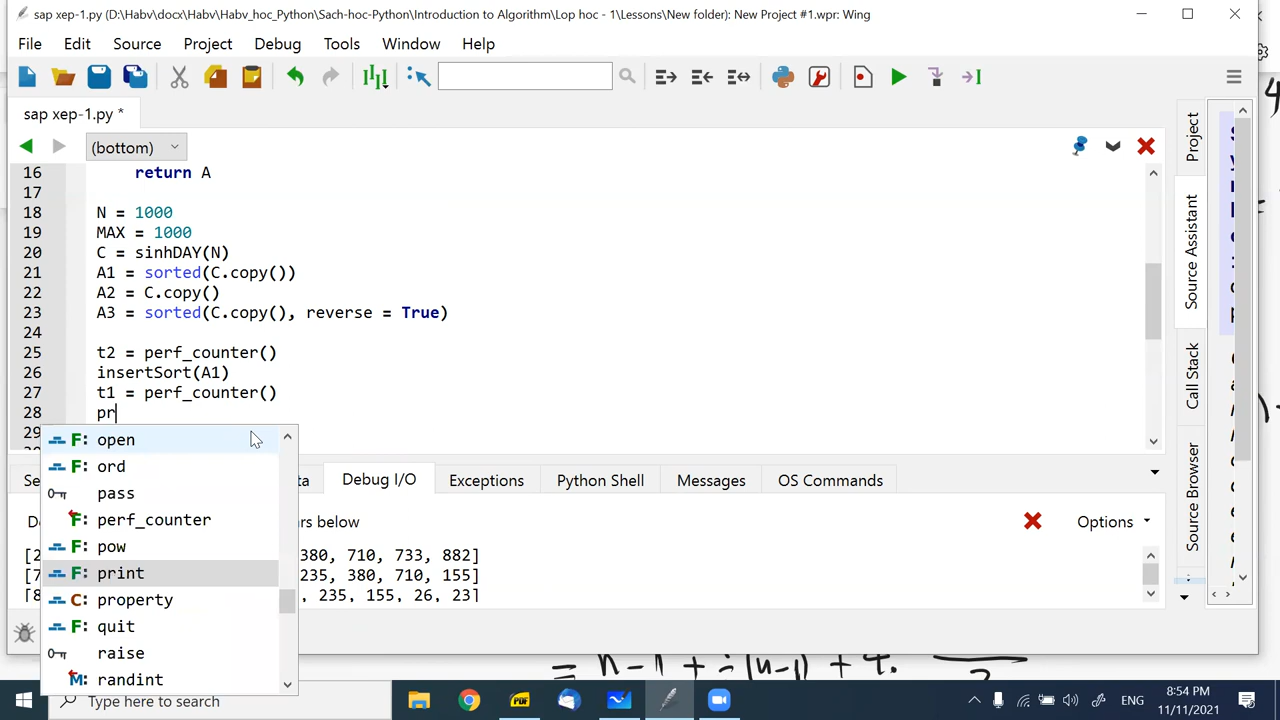 sap xep-1.py (D:\Habv\docx\Habv\Habv_hoc_Python\Sach-hoc-Python\Introduction to Algorithm\Lop hoc - 1\Lessons\New folder): New Project #1.wpr: Wing
File Edit Source Project Debug Tools Window Help
sap xep-1.py *
(bottom)
16 return A
17
18 N = 1000
19 MAX = 1000
20 C = sinhDAY(N)
21 A1 = sorted(C.copy())
22 A2 = C.copy()
23 A3 = sorted(C.copy(), reverse = True)
24
25 t2 = perf_counter()
26 insertSort(A1)
27 t1 = perf_counter()
28 pr
29
F: open
F: ord
pass
F: perf_counter
F: pow
F: print
C: property
F: quit
raise
M: randint
Debug I/O Exceptions Python Shell Messages OS Commands
below
Options
380, 710, 733, 882]
235, 380, 710, 155]
, 235, 155, 26, 23]
Project
Source Assistant
Call Stack
Source Browser
= n-1 +
Type here to search
ENG
8:54 PM
11/11/2021